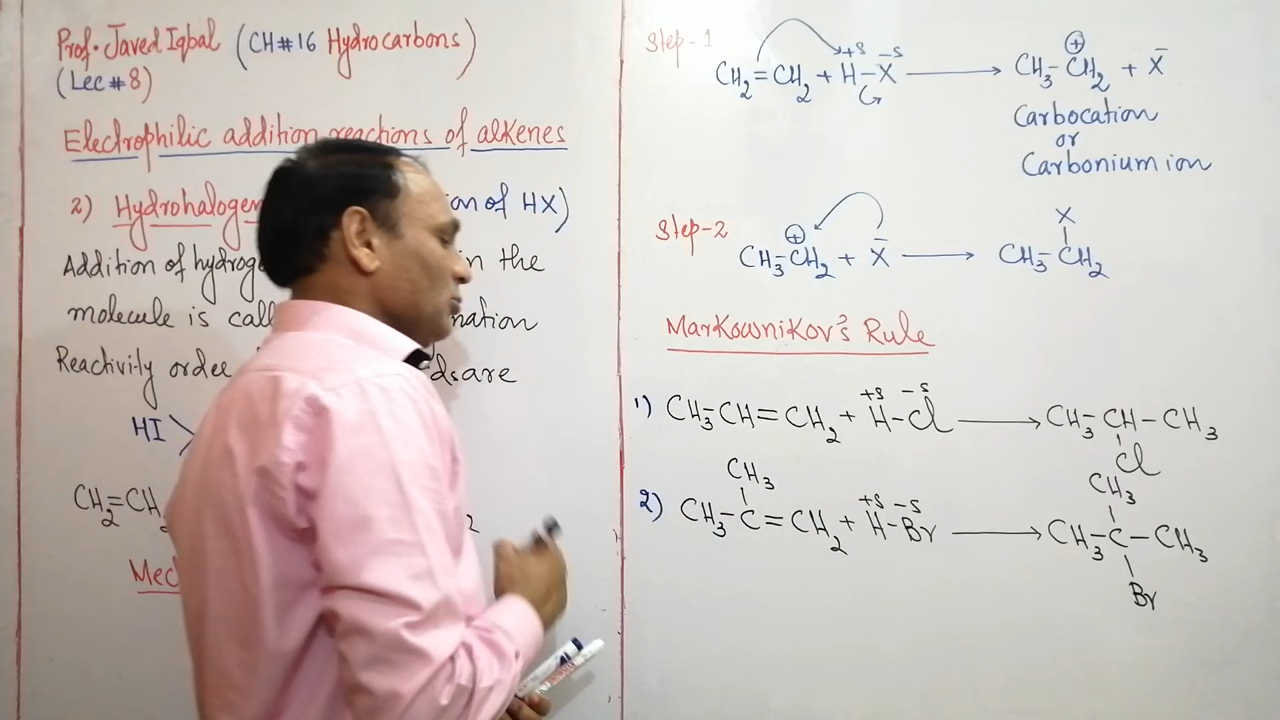 Prof. Javed Iqbal (CH#16 Hydrocarbons)
(Lec#8)
Electrophilic addition reactions of alkenes
2) Hydrohalogen on of HX)
Addition of hydrog in the
molecule is call nation
Reactivity order ds are
HI >
CH2=CH 2
Mec
Step-1
+δ -δ
CH2=CH2 + H-X ⟶ CH3-CH2 + X̄
⊕
Carbocation
or
Carbonium ion
Step-2
⊕ X
CH3-CH2 + X̄ ⟶ CH3-CH2
Markownikov's Rule
+δ -δ
1) CH3-CH=CH2 + H-Cl ⟶ CH3-CH-CH3
Cl
CH3 +δ -δ CH3
2) CH3-C=CH2 + H-Br ⟶ CH3-C-CH3
Br